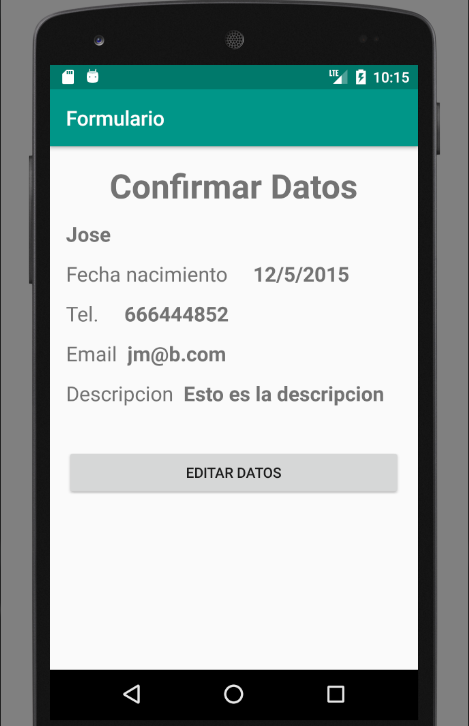 LTE 10:15
Formulario
Confirmar Datos
Jose
Fecha nacimiento 12/5/2015
Tel. 666444852
Email jm@b.com
Descripcion Esto es la descripcion
EDITAR DATOS